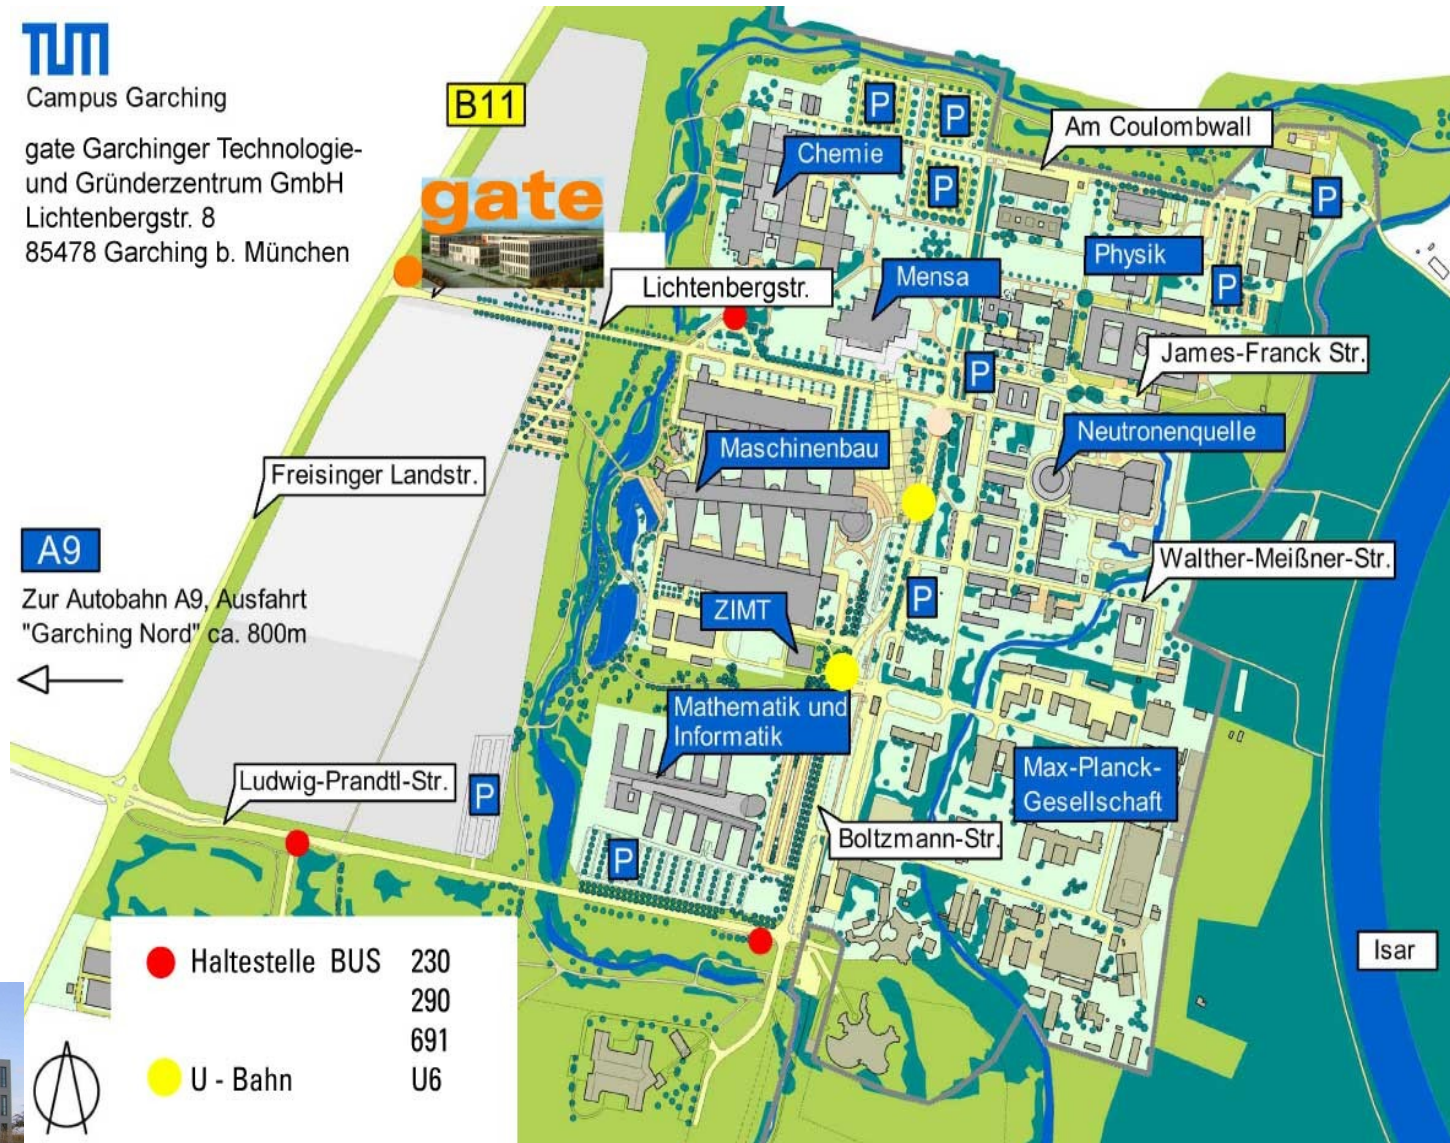 TUM
Campus Garching
gate Garchinger Technologie-
und Gründerzentrum GmbH
Lichtenbergstr. 8
85478 Garching b. München
B11
gate
Am Coulombwall
P
P
P
P
P
Chemie
Physik
Mensa
Lichtenbergstr.
James-Franck Str.
P
Neutronenquelle
Maschinenbau
Freisinger Landstr.
A9
Zur Autobahn A9, Ausfahrt
"Garching Nord" ca. 800m
Walther-Meißner-Str.
P
ZIMT
Mathematik und
Informatik
Max-Planck-
Gesellschaft
Ludwig-Prandtl-Str.
P
P
Boltzmann-Str.
Isar
Haltestelle BUS 230
290
691
U - Bahn U6